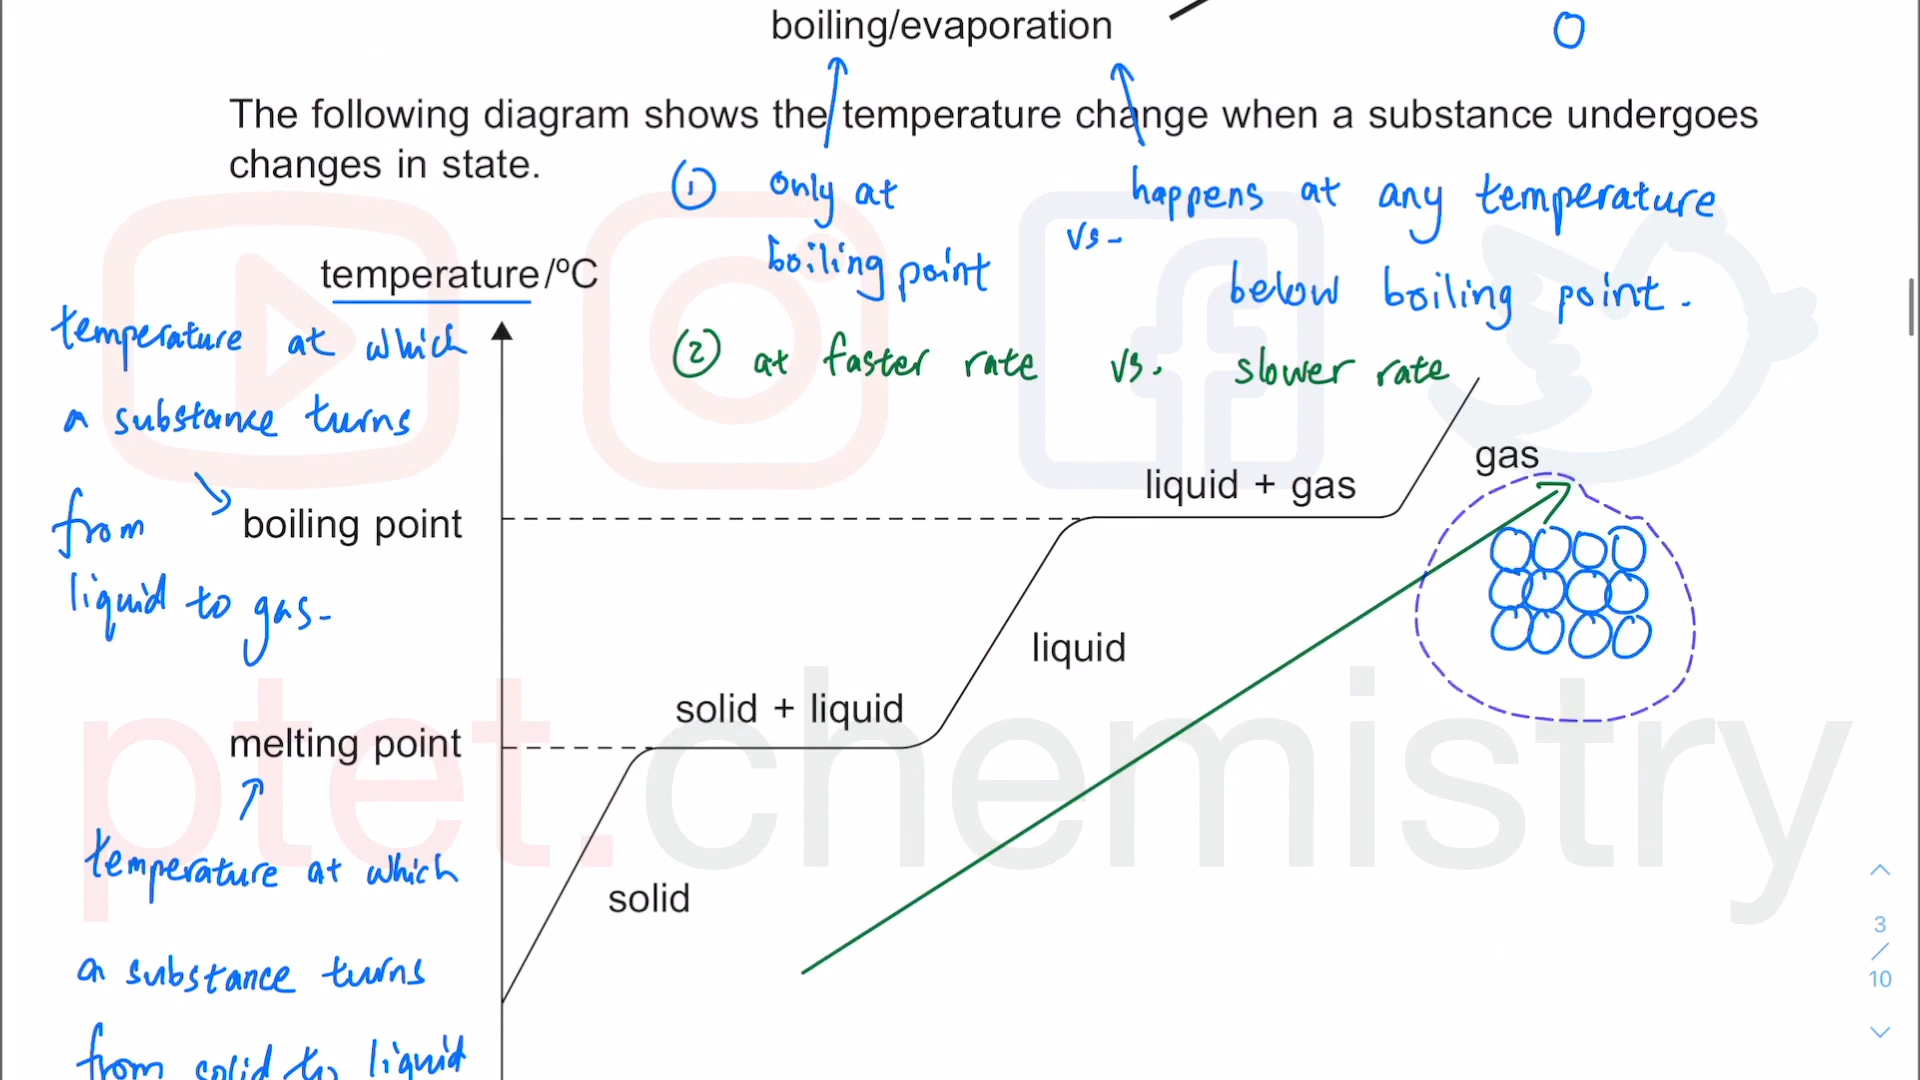 boiling/evaporation
The following diagram shows the temperature change when a substance undergoes
changes in state.
① only at
boiling point
vs-
happens at any temperature
below boiling point.
② at faster rate vs. slower rate
temperature/ºC
temperature at which
a substance turns
from
liquid to gas-
boiling point
liquid + gas
gas
liquid
solid + liquid
melting point
solid
temperature at which
a substance turns
from solid to liquid
ptet.chemistry
3
/
10